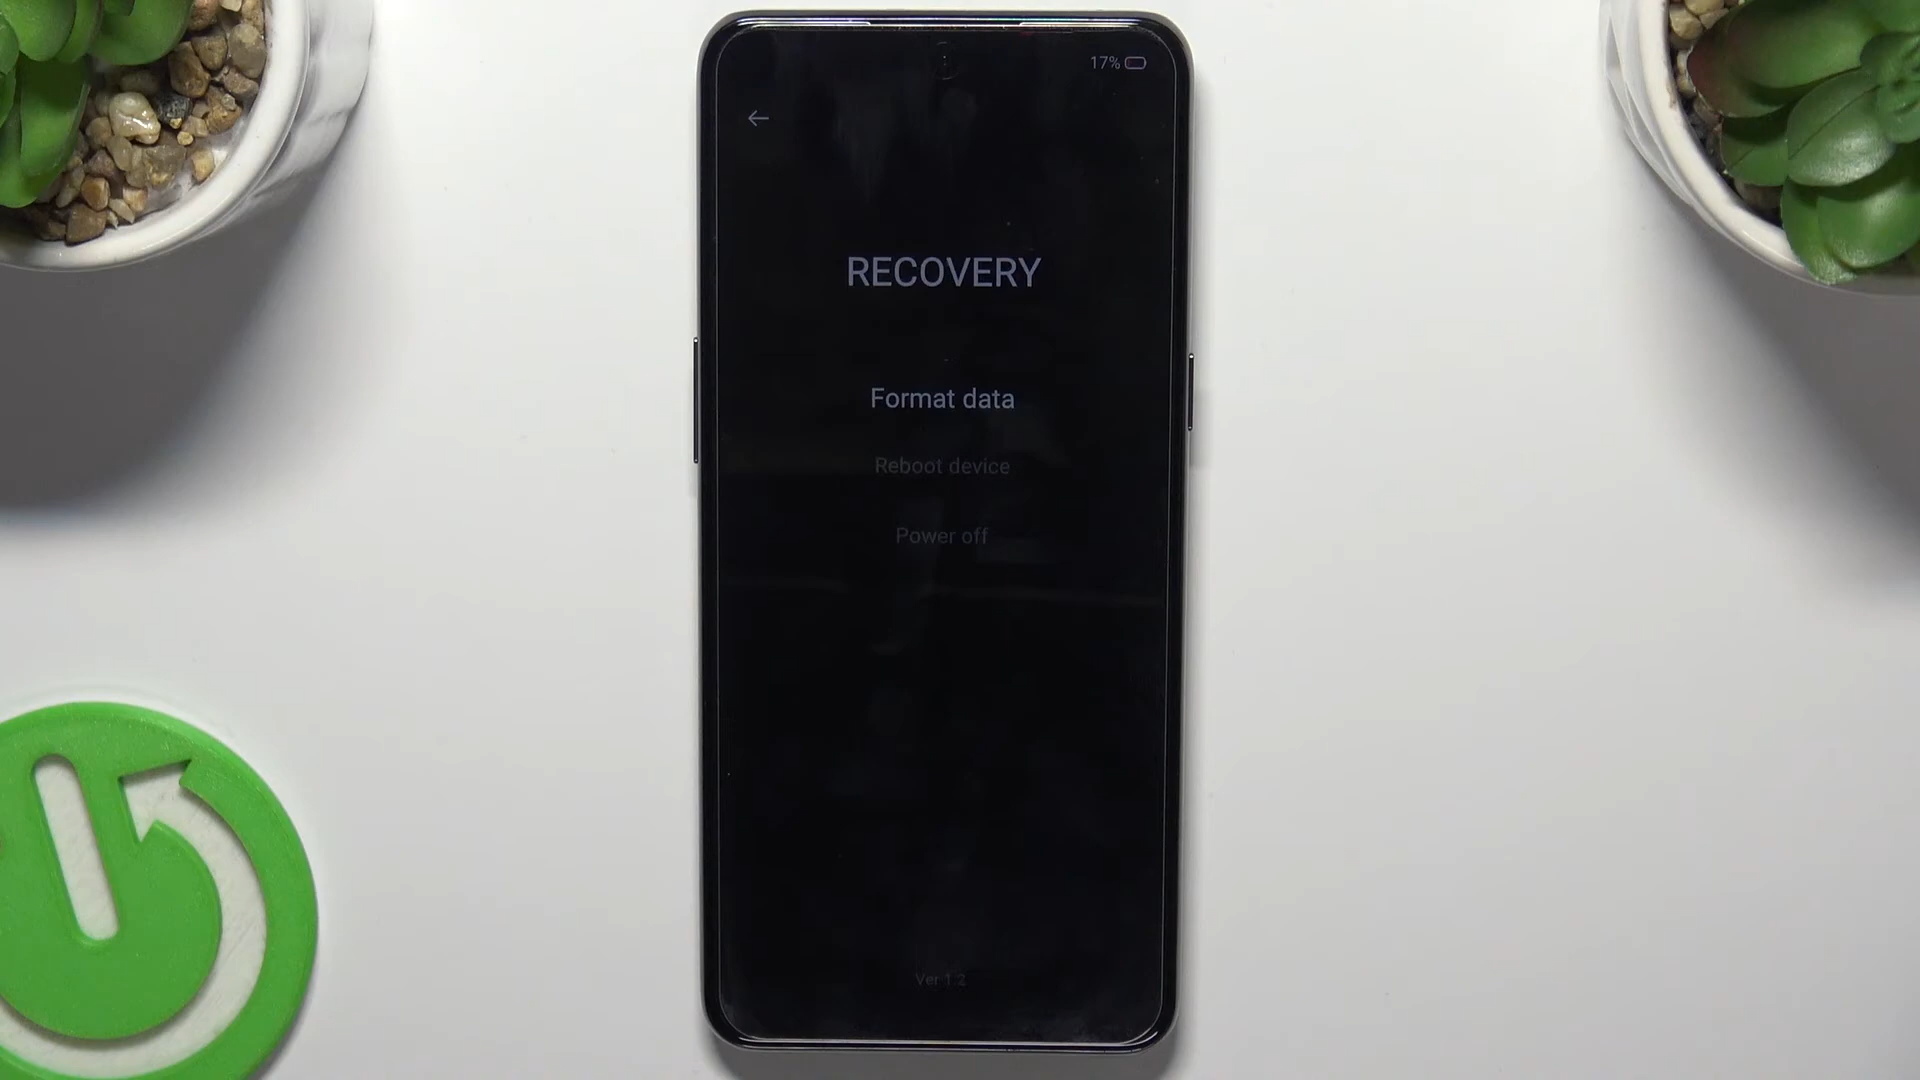 17%
RECOVERY
Format data
Reboot device
Power off
Ver 1.2